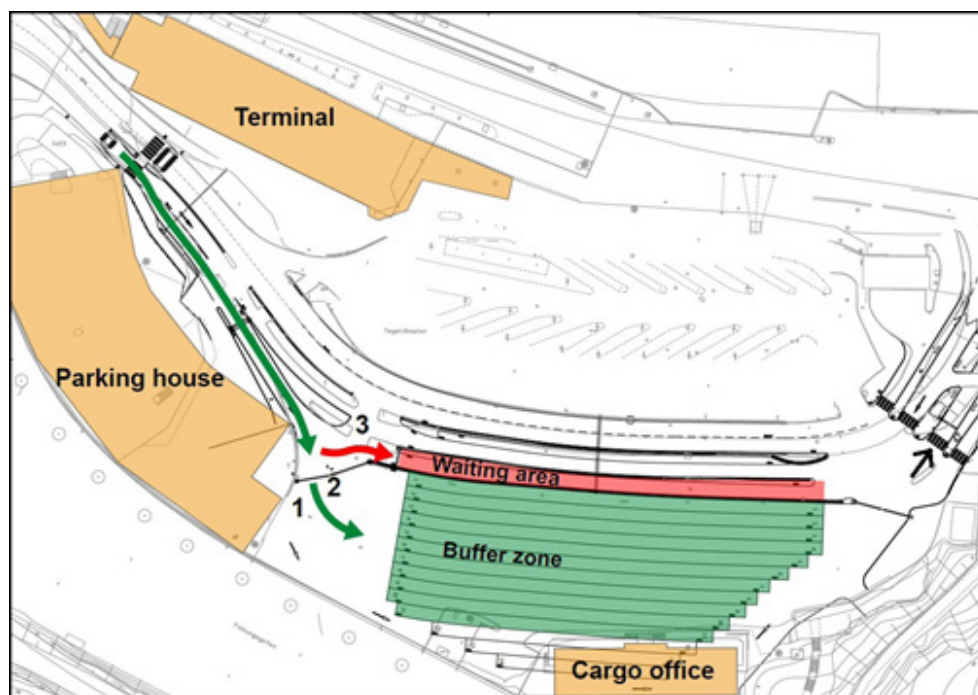 Terminal
Parking house
3
Waiting area
2
1
Buffer zone
Cargo office